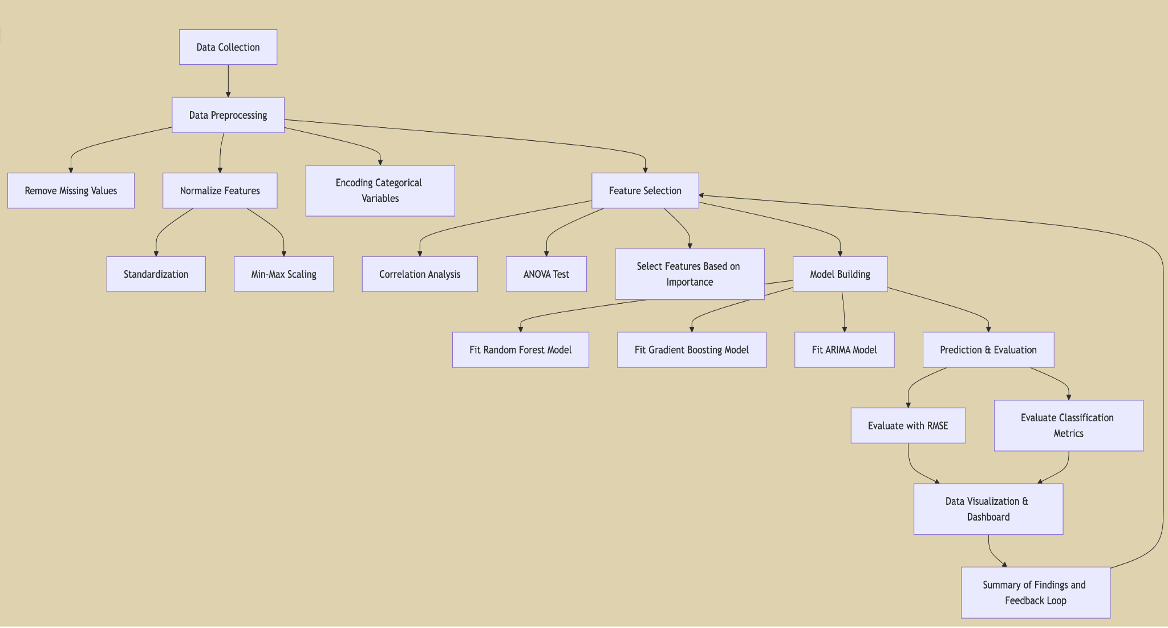 Data Collection
Data Preprocessing
Remove Missing Values
Normalize Features
Encoding Categorical
Variables
Feature Selection
Standardization
Min-Max Scaling
Correlation Analysis
ANOVA Test
Select Features Based on
Importance
Model Building
Fit Random Forest Model
Fit Gradient Boosting Model
Fit ARIMA Model
Prediction & Evaluation
Evaluate with RMSE
Evaluate Classification
Metrics
Data Visualization &
Dashboard
Summary of Findings and
Feedback Loop